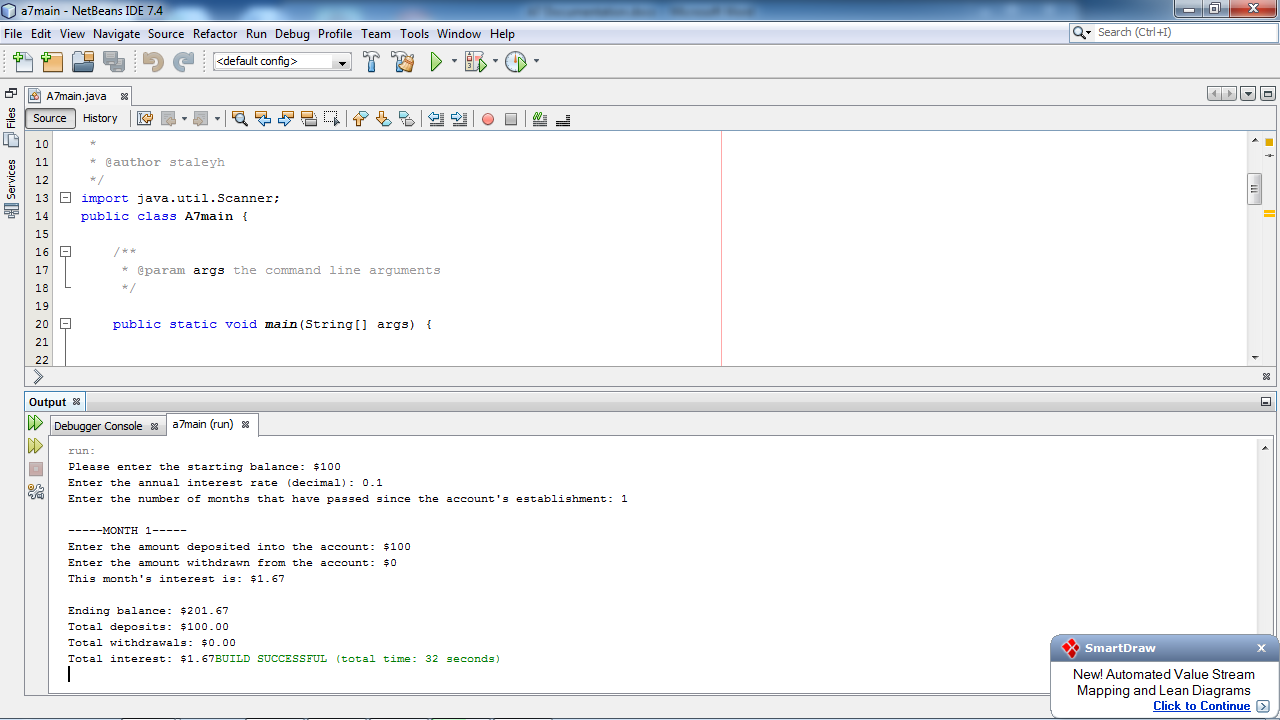 a7main - NetBeans IDE 7.4
File Edit View Navigate Source Refactor Run Debug Profile Team Tools Window Help
Search (Ctrl+I)
<default config>
Files
Services
A7main.java
Source History
10 *
11 * @author staleyh
12 */
13 import java.util.Scanner;
14 public class A7main {
15
16 /**
17 * @param args the command line arguments
18 */
19
20 public static void main(String[] args) {
21
22
Output
Debugger Console a7main (run)
run:
Please enter the starting balance: $100
Enter the annual interest rate (decimal): 0.1
Enter the number of months that have passed since the account's establishment: 1
-----MONTH 1-----
Enter the amount deposited into the account: $100
Enter the amount withdrawn from the account: $0
This month's interest is: $1.67
Ending balance: $201.67
Total deposits: $100.00
Total withdrawals: $0.00
Total interest: $1.67BUILD SUCCESSFUL (total time: 32 seconds)
SmartDraw X
New! Automated Value Stream
Mapping and Lean Diagrams
Click to Continue